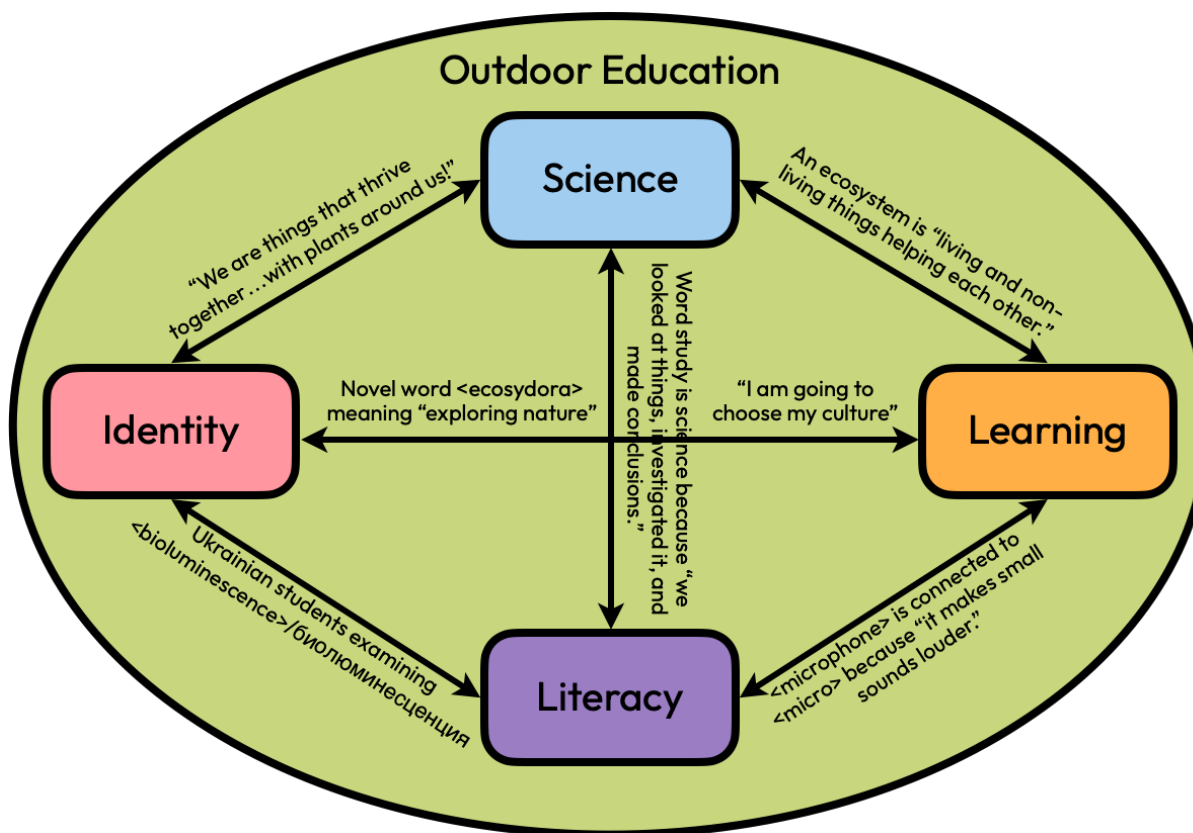 Outdoor Education
Science
“We are things that thrive
together...with plants around us!”
An ecosystem is “living and non-
living things helping each other.”
Word study is science because “we
looked at things, investigated it, and
made conclusions.”
Identity
Novel word <ecosydora>
meaning “exploring nature”
“I am going to
choose my culture”
Learning
Ukrainian students examining
<bioluminescence>/биолюминесценция
<microphone> is connected to
<micro> because “it makes small
sounds louder.”
Literacy